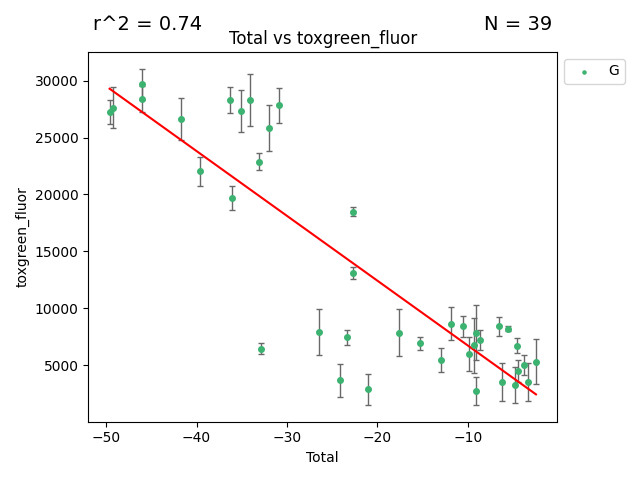 r^2 = 0.74
N = 39
Total vs toxgreen_fluor
G
30000
25000
20000
15000
10000
5000
toxgreen_fluor
−50
−40
−30
−20
−10
Total